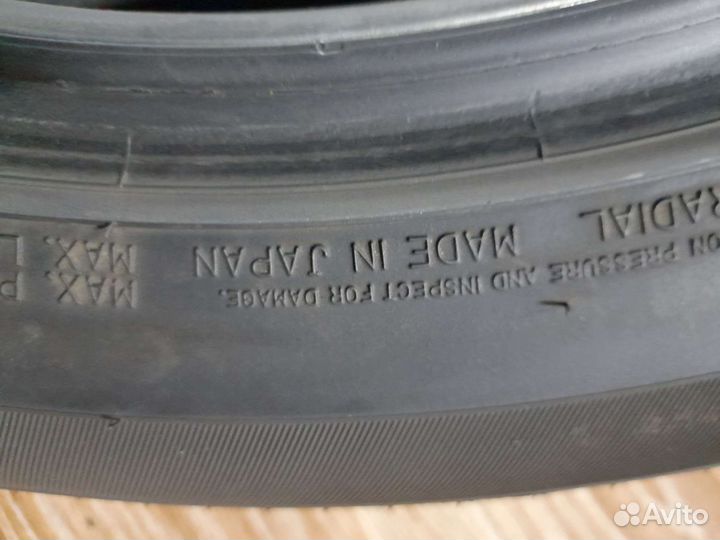 ON PRESSURE AND INSPECT FOR DAMAGE.
RADIAL
MADE IN JAPAN
MAX.
MAX. P
Avito